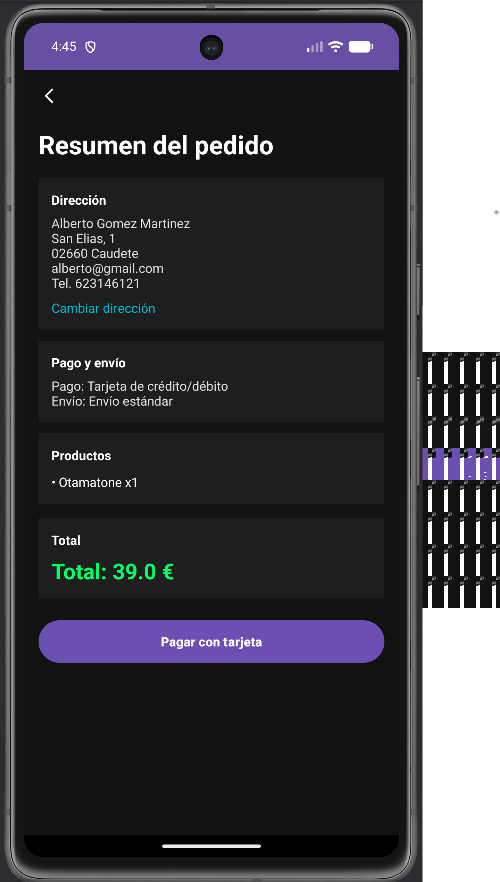 4:45
Resumen del pedido
Dirección
Alberto Gomez Martinez
San Elias, 1
02660 Caudete
alberto@gmail.com
Tel. 623146121
Cambiar dirección
Pago y envío
Pago: Tarjeta de crédito/débito
Envío: Envío estándar
Productos
• Otamatone x1
Total
Total: 39.0 €
Pagar con tarjeta